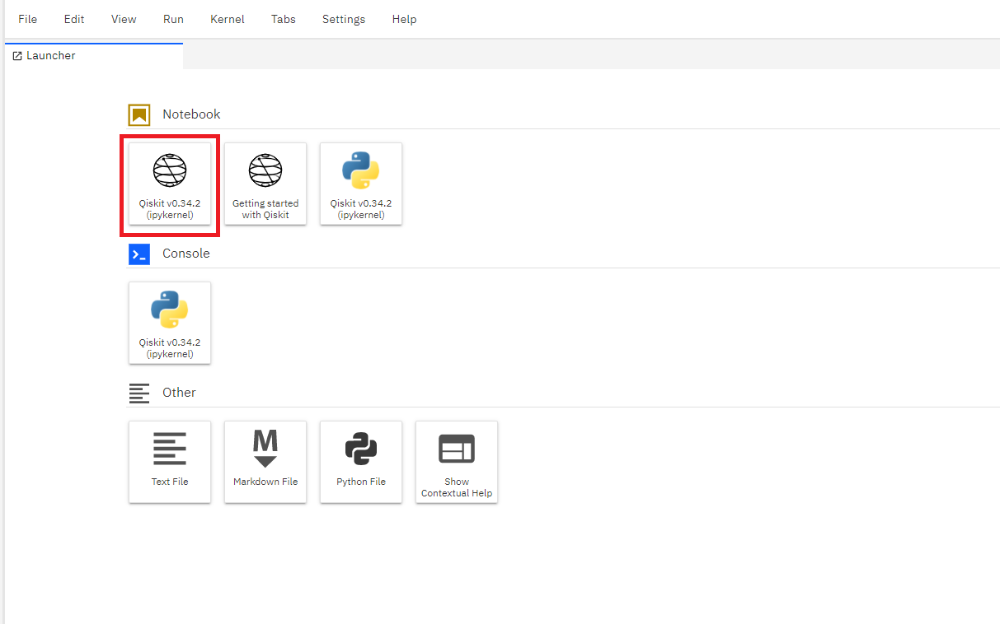 File Edit View Run Kernel Tabs Settings Help
Launcher
Notebook
Qiskit v0.34.2
(ipykernel)
Getting started
with Qiskit
Qiskit v0.34.2
(ipykernel)
Console
Qiskit v0.34.2
(ipykernel)
Other
Text File
M
Markdown File
Python File
Show
Contextual Help